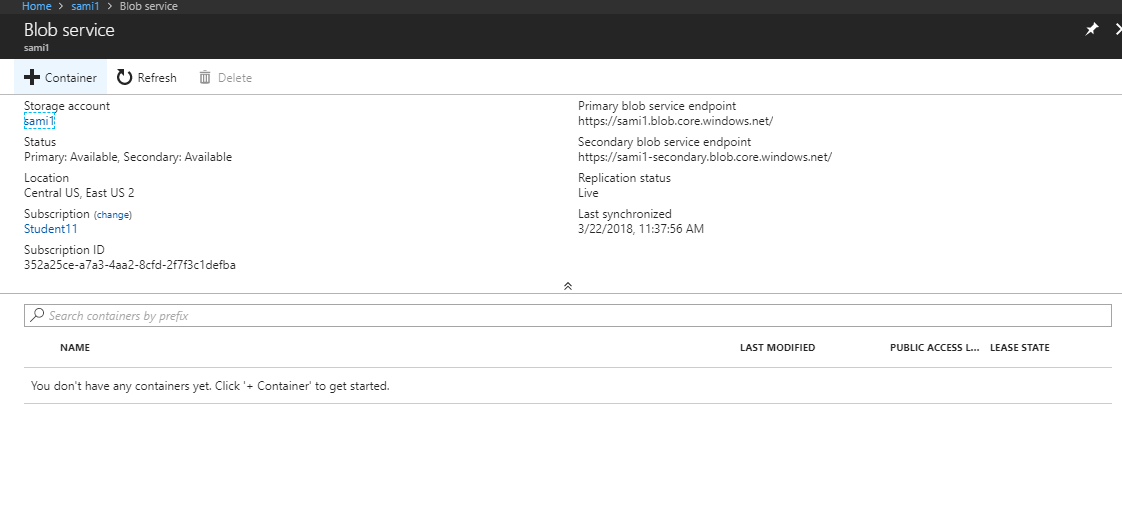 Home > sami1 > Blob service
Blob service
sami1
Container Refresh Delete
Storage account
sami1
Status
Primary: Available, Secondary: Available
Location
Central US, East US 2
Subscription (change)
Student11
Subscription ID
352a25ce-a7a3-4aa2-8cfd-2f7f3c1defba
Primary blob service endpoint
https://sami1.blob.core.windows.net/
Secondary blob service endpoint
https://sami1-secondary.blob.core.windows.net/
Replication status
Live
Last synchronized
3/22/2018, 11:37:56 AM
Search containers by prefix
NAME LAST MODIFIED PUBLIC ACCESS L... LEASE STATE
You don't have any containers yet. Click '+ Container' to get started.